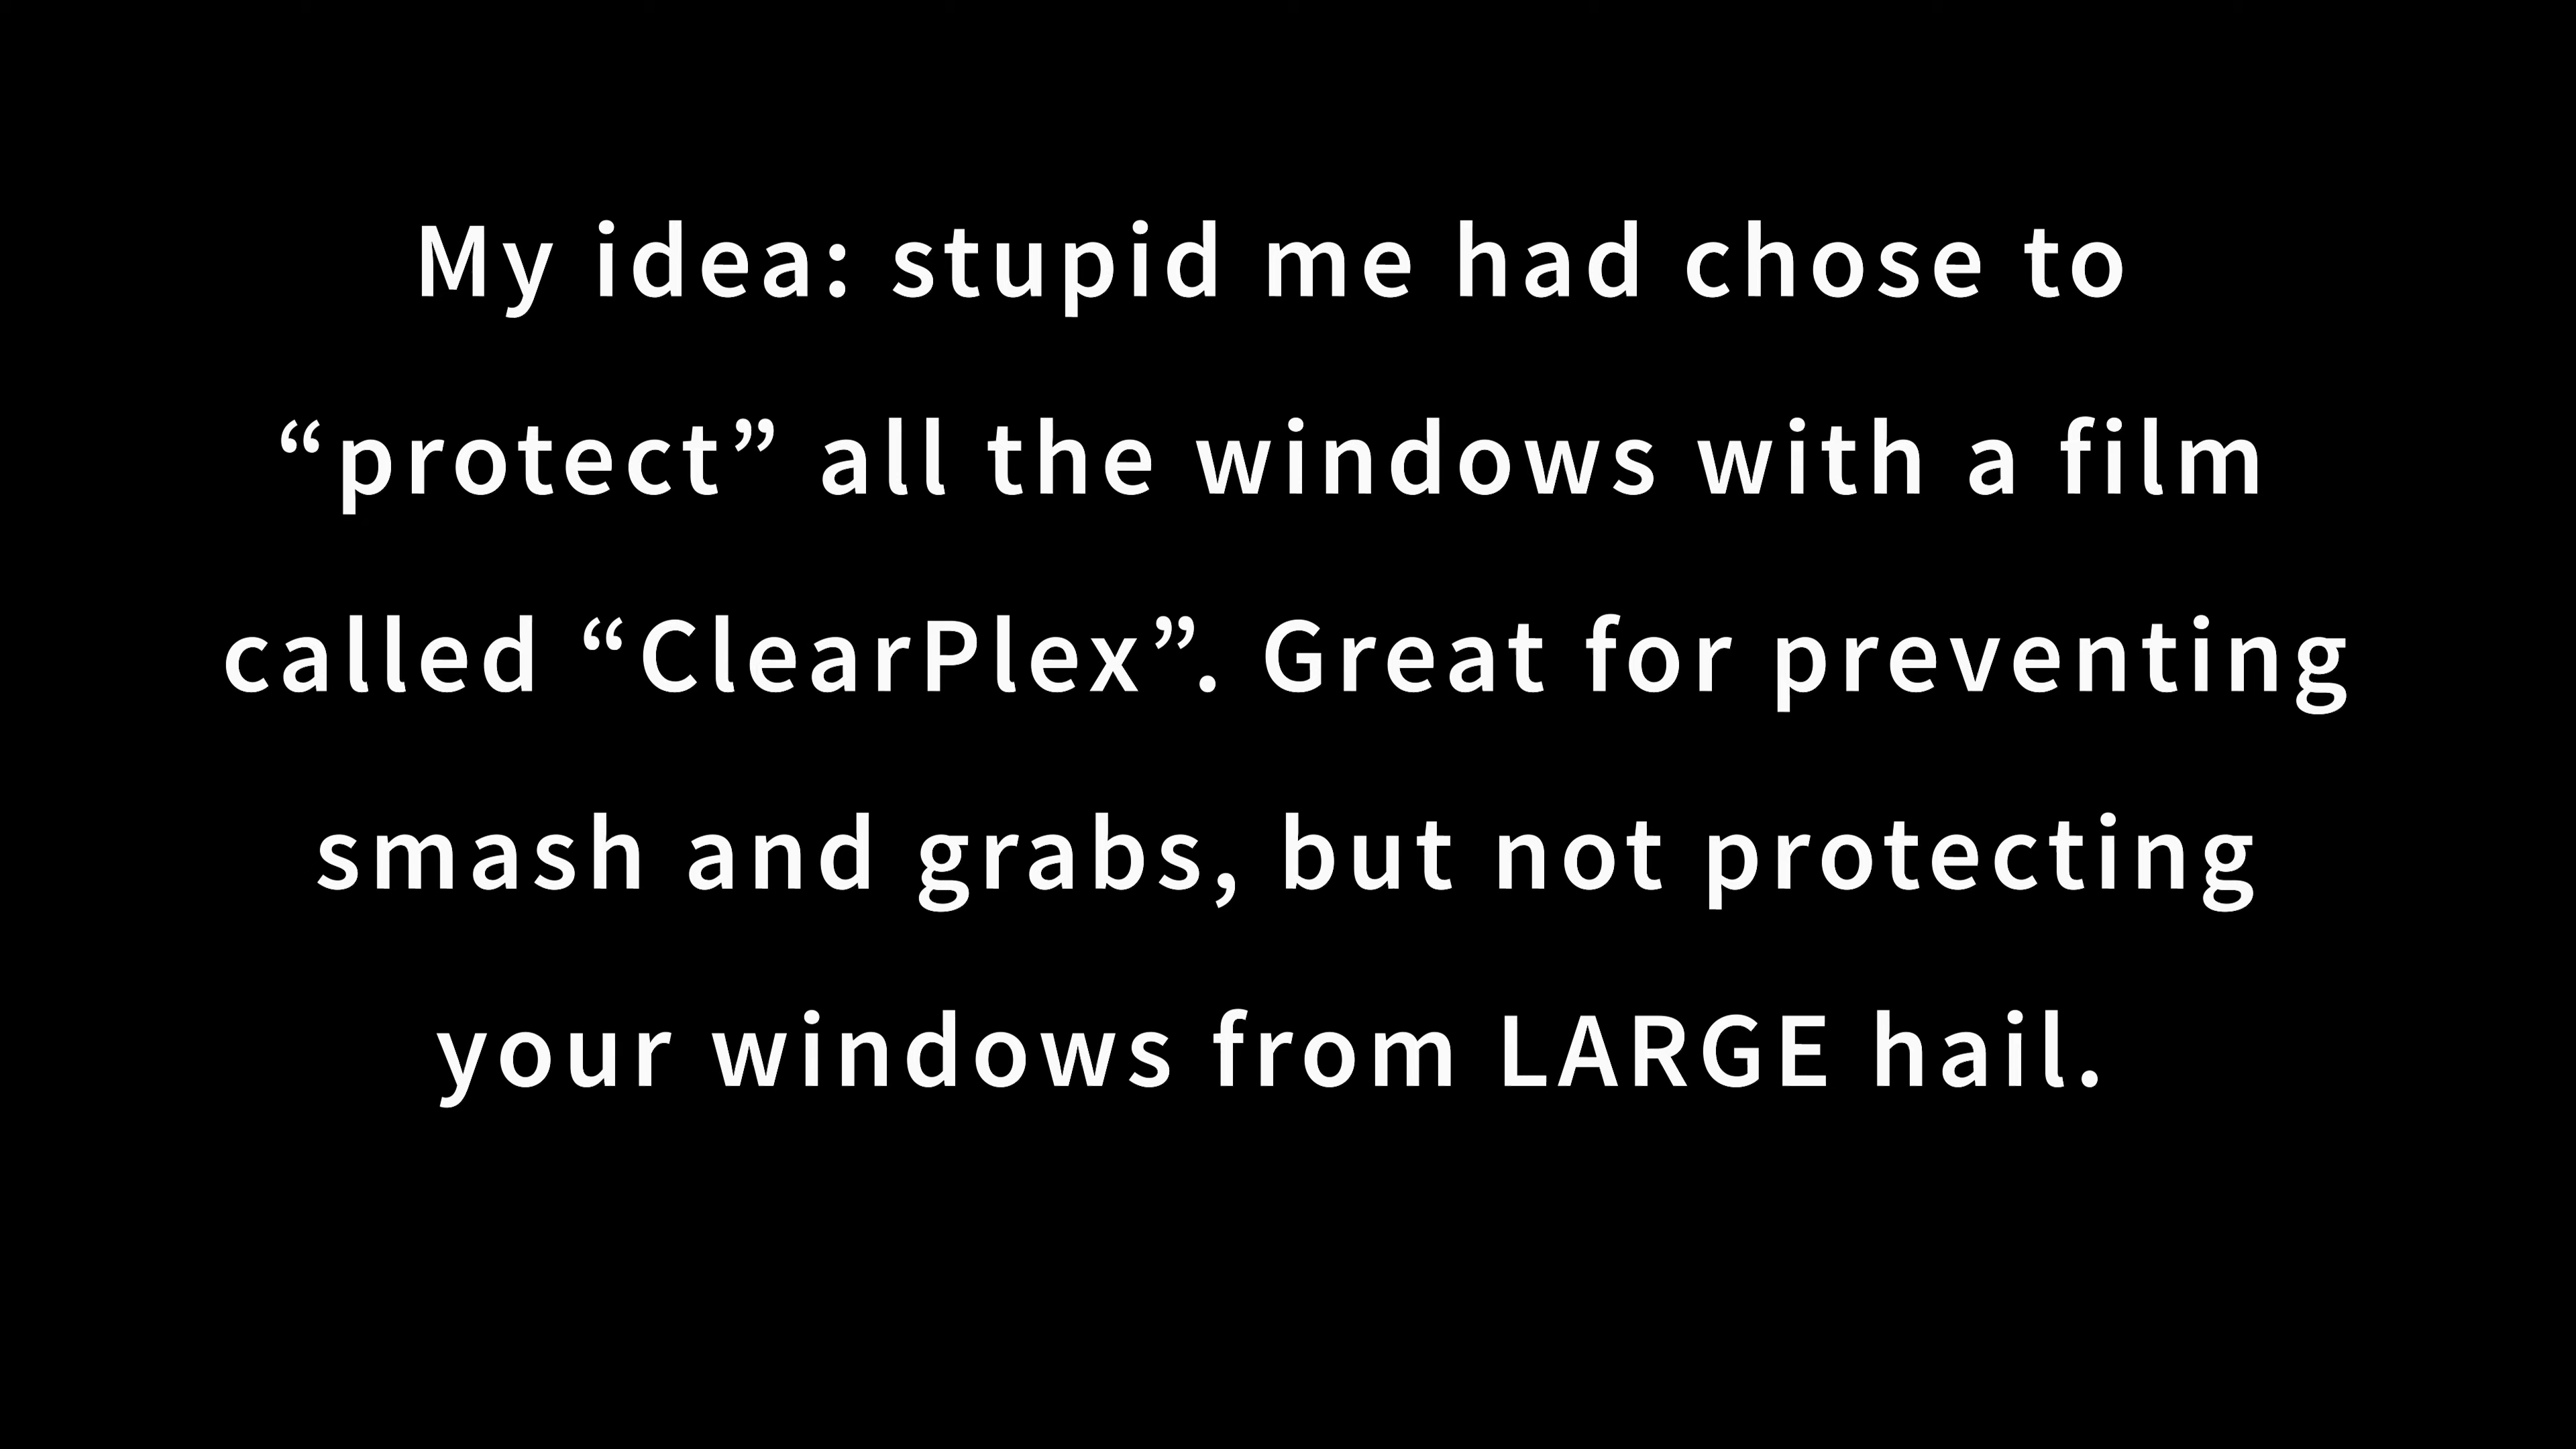 My idea: stupid me had chose to
“protect” all the windows with a film
called “ClearPlex”. Great for preventing
smash and grabs, but not protecting
your windows from LARGE hail.